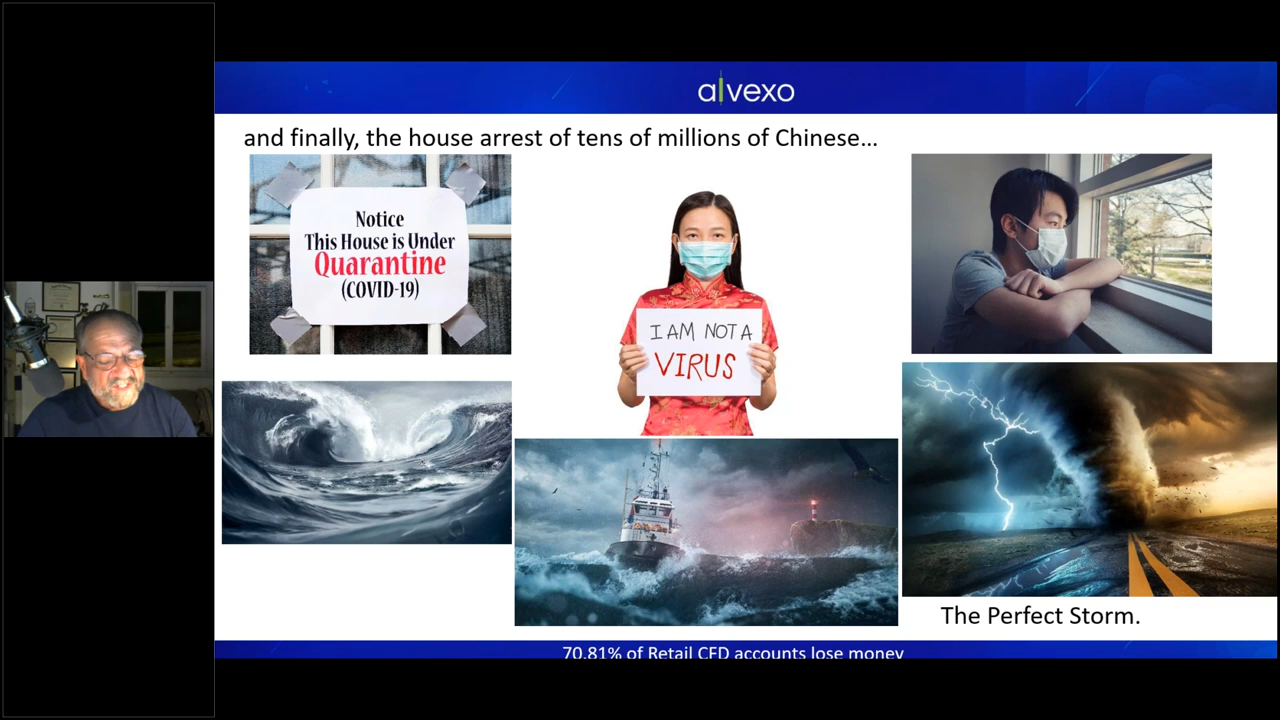 alvexo
and finally, the house arrest of tens of millions of Chinese...
Notice
This House is Under
Quarantine
(COVID-19)
I AM NOT A
VIRUS
The Perfect Storm.
70.81% of Retail CFD accounts lose money